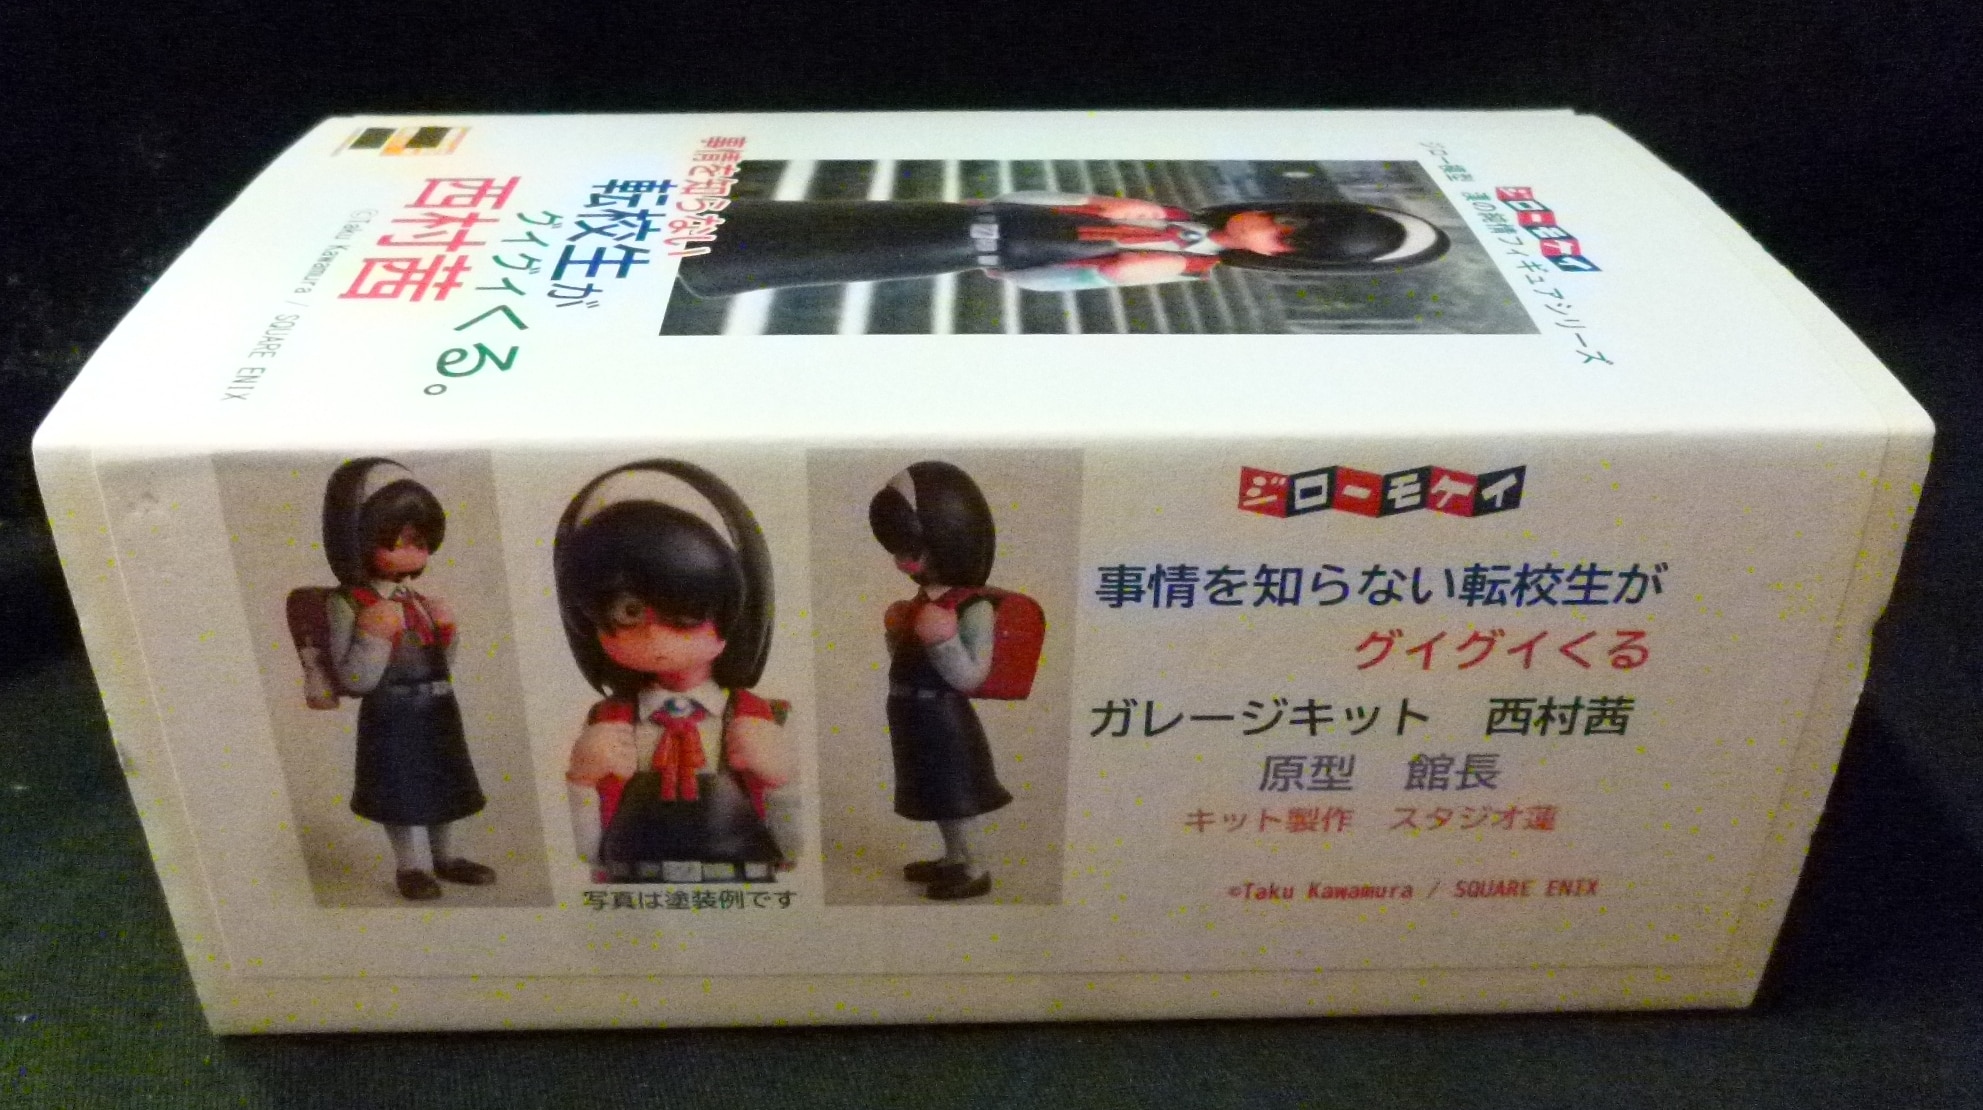 ジローモケイ
ジロー模型 漢の純情フィギュアシリーズ
事情を知らない
転校生が
グイグイくる。
西村茜
©Taku Kawamura / SQUARE ENIX
ジローモケイ
事情を知らない転校生が
グイグイくる
ガレージキット 西村茜
原型 館長
キット製作 スタジオ蓮
©Taku Kawamura / SQUARE ENIX
写真は塗装例です